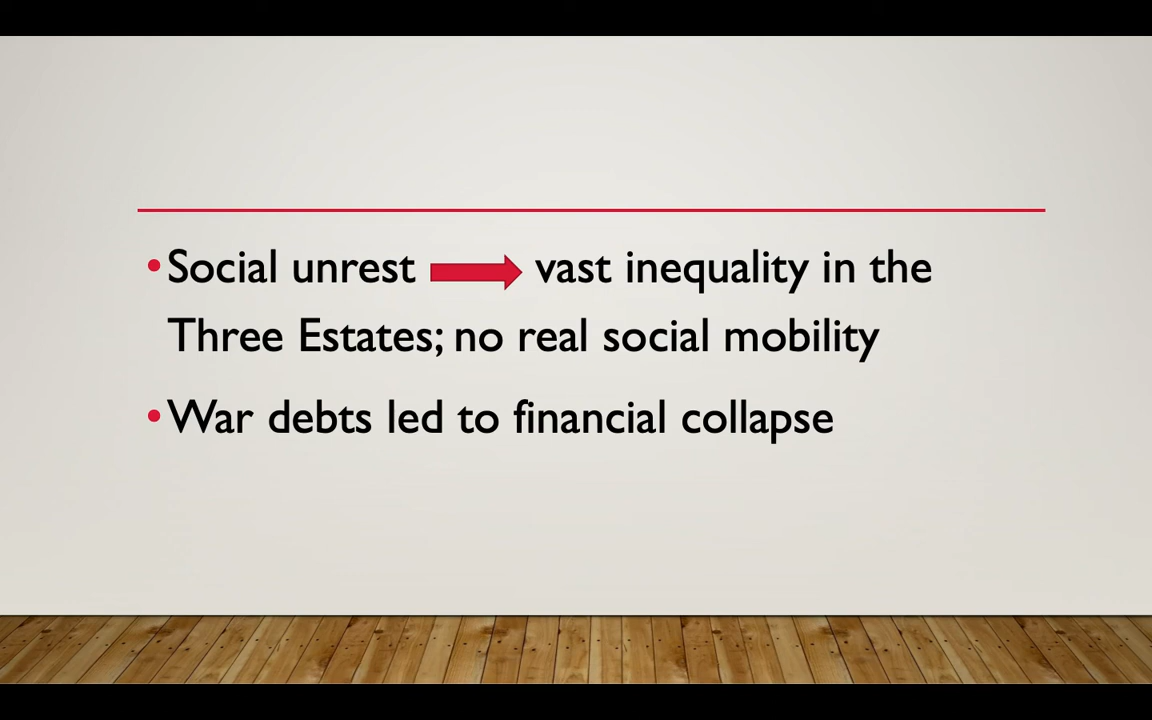 •Social unrest vast inequality in the
Three Estates; no real social mobility
•War debts led to financial collapse